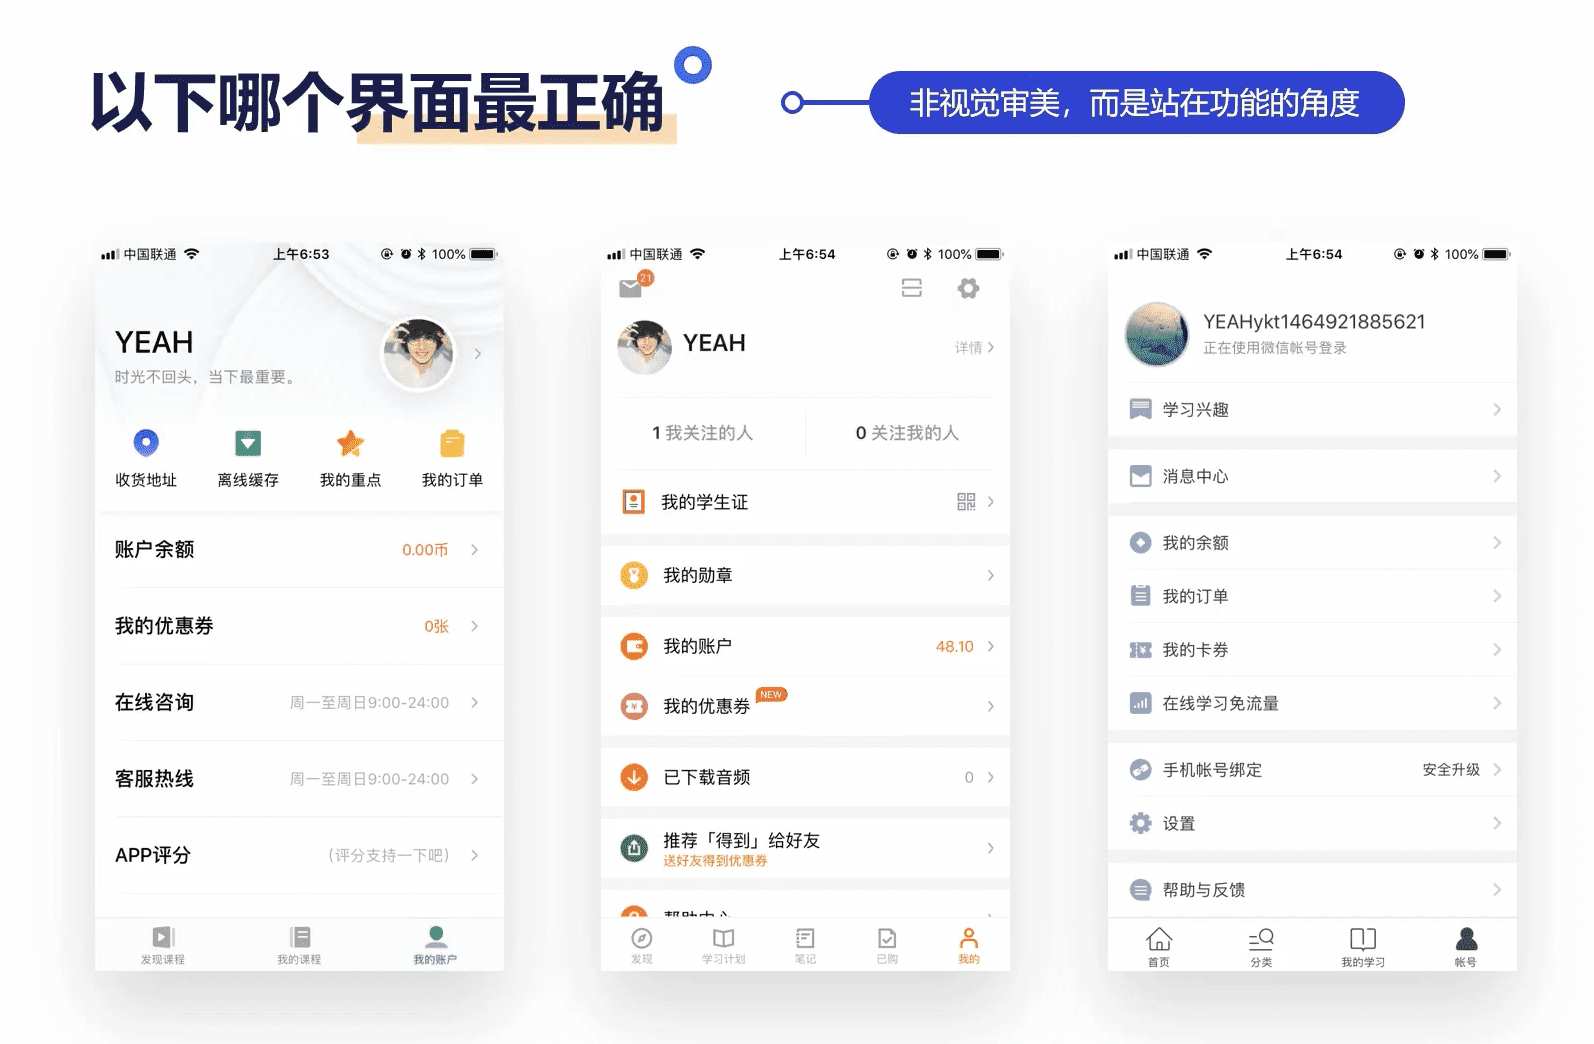 以下哪个界面最正确
非视觉审美，而是站在功能的角度
中国联通 上午6:53 100%
YEAH
时光不回头，当下最重要。
收货地址 离线缓存 我的重点 我的订单
账户余额 0.00币
我的优惠券 0张
在线咨询 周一至周日9:00-24:00
客服热线 周一至周日9:00-24:00
APP评分 （评分支持一下吧）
发现课程 我的课程 我的账户
中国联通 上午6:54 100%
21
YEAH 详情
1 我关注的人 0 关注我的人
我的学生证
我的勋章
我的账户 48.10
我的优惠券 NEW
已下载音频 0
推荐「得到」给好友
送好友得到优惠券
帮助中心
发现 学习计划 笔记 已购 我的
中国联通 上午6:54 100%
YEAHykt1464921885621
正在使用微信帐号登录
学习兴趣
消息中心
我的余额
我的订单
我的卡券
在线学习免流量
手机帐号绑定 安全升级
设置
帮助与反馈
首页 分类 我的学习 帐号